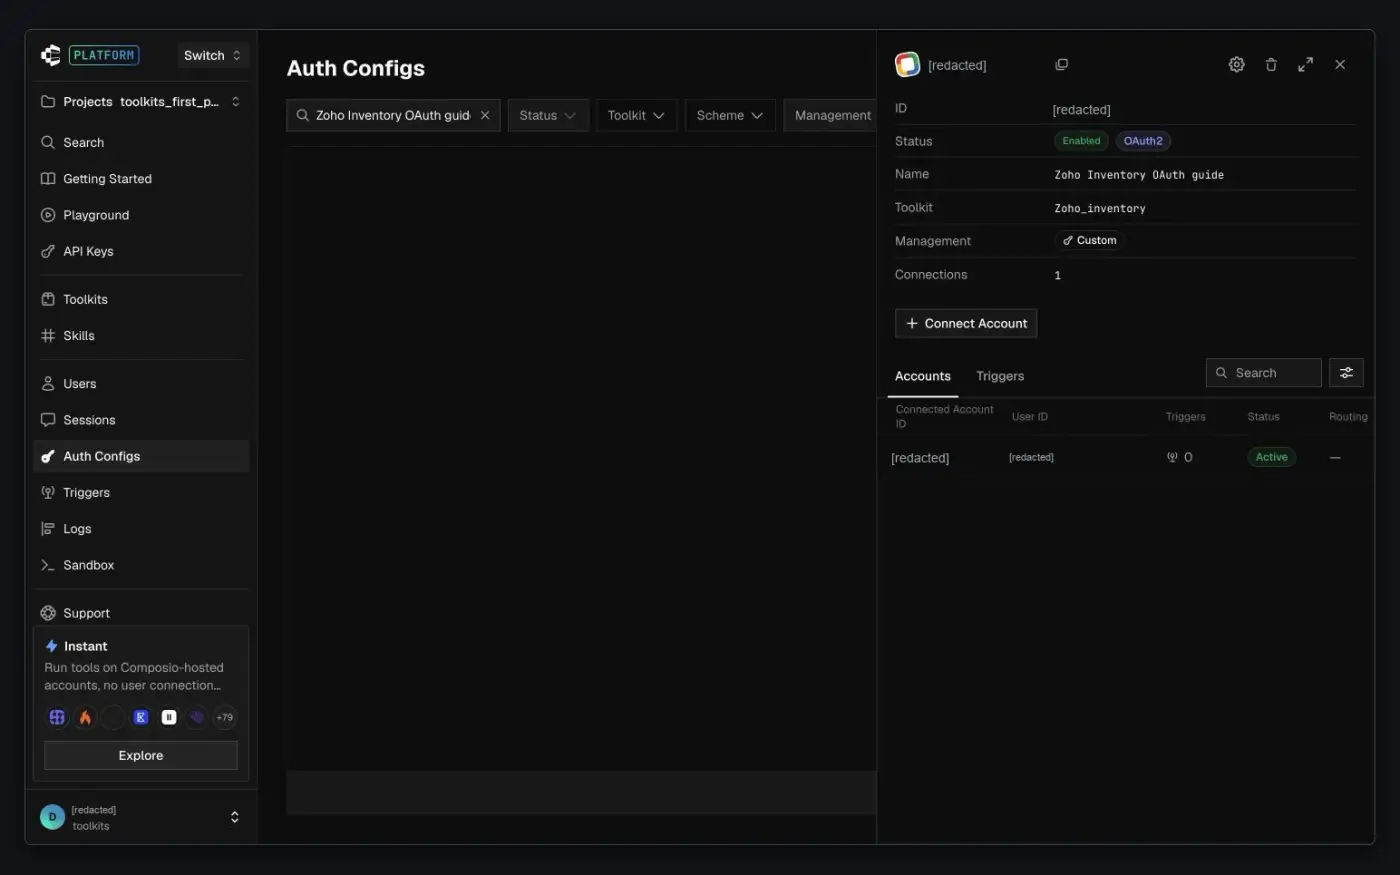 PLATFORM
Switch
Projects toolkits_first_p...
Search
Getting Started
Playground
API Keys
Toolkits
Skills
Users
Sessions
Auth Configs
Triggers
Logs
Sandbox
Support
Instant
Run tools on Composio-hosted
accounts, no user connection...
+79
Explore
D
[redacted]
toolkits
Auth Configs
Zoho Inventory OAuth guid
Status
Toolkit
Scheme
Management
[redacted]
ID [redacted]
Status Enabled OAuth2
Name Zoho Inventory OAuth guide
Toolkit Zoho_inventory
Management Custom
Connections 1
Connect Account
Accounts Triggers Search
Connected Account ID User ID Triggers Status Routing
[redacted] [redacted] 0 Active —